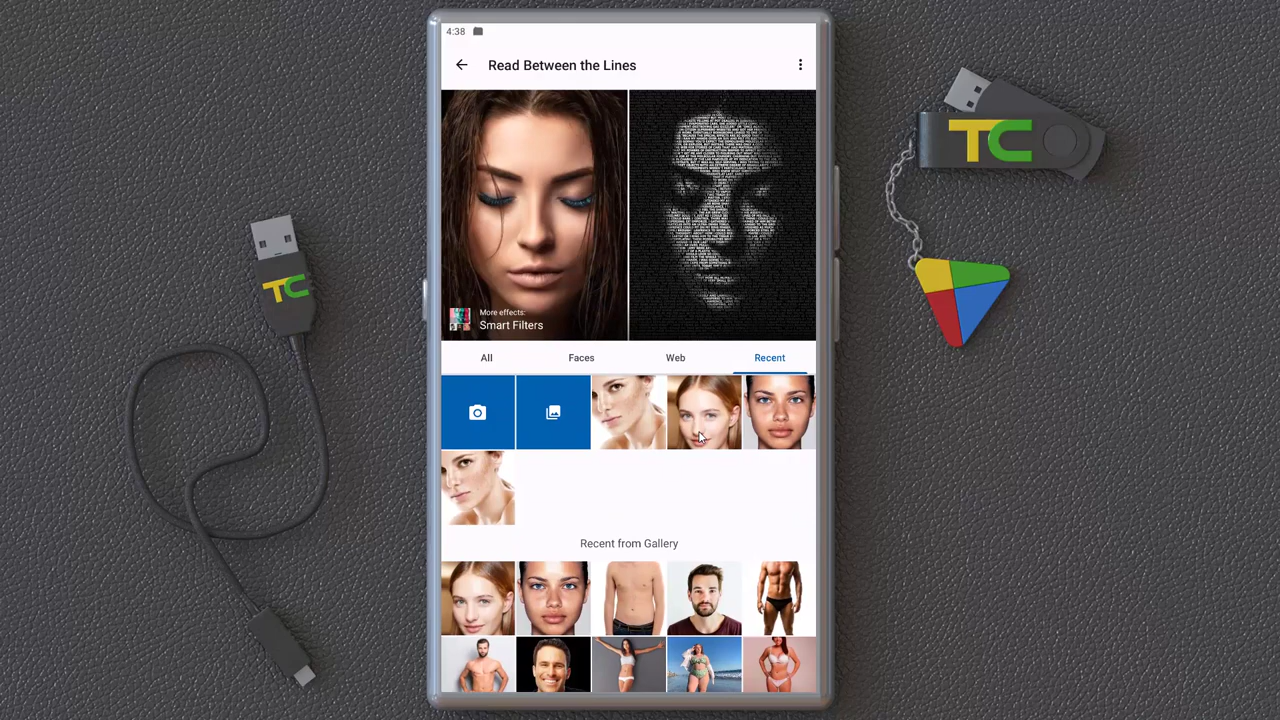 4:38
Read Between the Lines
More effects:
Smart Filters
All
Faces
Web
Recent
Recent from Gallery
TC
TC